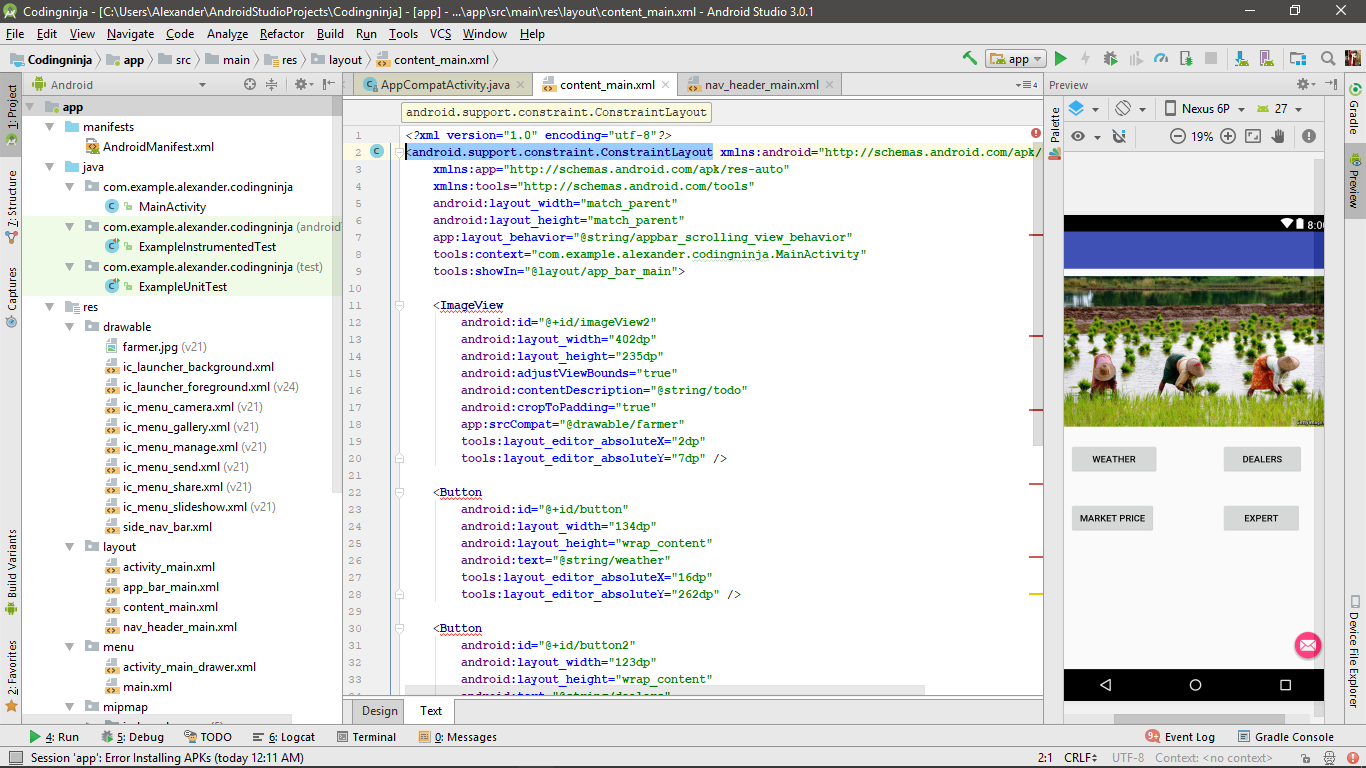 Codingninja - [C:\Users\Alexander\AndroidStudioProjects\Codingninja] - [app] - ...\app\src\main\res\layout\content_main.xml - Android Studio 3.0.1
File Edit View Navigate Code Analyze Refactor Build Run Tools VCS Window Help
Codingninja app src main res layout content_main.xml app
Android AppCompatActivity.java content_main.xml nav_header_main.xml Preview
1: Project
7: Structure
Captures
Build Variants
2: Favorites
app
manifests
AndroidManifest.xml
java
com.example.alexander.codingninja
MainActivity
com.example.alexander.codingninja (android
ExampleInstrumentedTest
com.example.alexander.codingninja (test)
ExampleUnitTest
res
drawable
farmer.jpg (v21)
ic_launcher_background.xml
ic_launcher_foreground.xml (v24)
ic_menu_camera.xml (v21)
ic_menu_gallery.xml (v21)
ic_menu_manage.xml (v21)
ic_menu_send.xml (v21)
ic_menu_share.xml (v21)
ic_menu_slideshow.xml (v21)
side_nav_bar.xml
layout
activity_main.xml
app_bar_main.xml
content_main.xml
nav_header_main.xml
menu
activity_main_drawer.xml
main.xml
mipmap
android.support.constraint.ConstraintLayout
1 <?xml version="1.0" encoding="utf-8"?>
2 <android.support.constraint.ConstraintLayout xmlns:android="http://schemas.android.com/apk/
3 xmlns:app="http://schemas.android.com/apk/res-auto"
4 xmlns:tools="http://schemas.android.com/tools"
5 android:layout_width="match_parent"
6 android:layout_height="match_parent"
7 app:layout_behavior="@string/appbar_scrolling_view_behavior"
8 tools:context="com.example.alexander.codingninja.MainActivity"
9 tools:showIn="@layout/app_bar_main">
10
11 <ImageView
12 android:id="@+id/imageView2"
13 android:layout_width="402dp"
14 android:layout_height="235dp"
15 android:adjustViewBounds="true"
16 android:contentDescription="@string/todo"
17 android:cropToPadding="true"
18 app:srcCompat="@drawable/farmer"
19 tools:layout_editor_absoluteX="2dp"
20 tools:layout_editor_absoluteY="7dp" />
21
22 <Button
23 android:id="@+id/button"
24 android:layout_width="134dp"
25 android:layout_height="wrap_content"
26 android:text="@string/weather"
27 tools:layout_editor_absoluteX="16dp"
28 tools:layout_editor_absoluteY="262dp" />
29
30 <Button
31 android:id="@+id/button2"
32 android:layout_width="123dp"
33 android:layout_height="wrap_content"
Design Text
Palette
Nexus 6P 27
19%
8:00
WEATHER DEALERS
MARKET PRICE EXPERT
Gradle
Preview
Device File Explorer
4: Run 5: Debug TODO 6: Logcat Terminal 0: Messages 9+ Event Log Gradle Console
Session 'app': Error Installing APKs (today 12:11 AM) 2:1 CRLF UTF-8 Context: <no context>